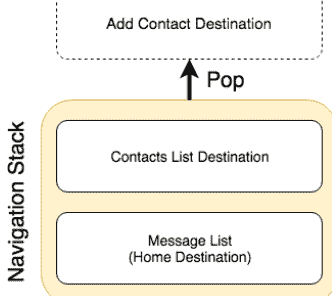 Add Contact Destination
Pop
Navigation Stack
Contacts List Destination
Message List
(Home Destination)